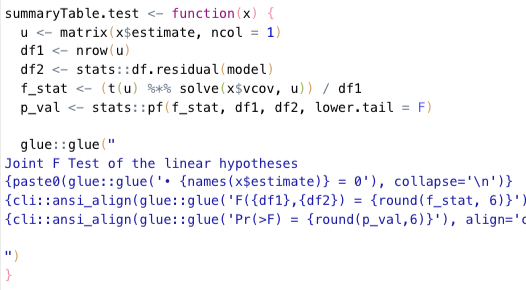 summaryTable.test <- function(x) {
  u <- matrix(x$estimate, ncol = 1)
  df1 <- nrow(u)
  df2 <- stats::df.residual(model)
  f_stat <- (t(u) %*% solve(x$vcov, u)) / df1
  p_val <- stats::pf(f_stat, df1, df2, lower.tail = F)

  glue::glue("
Joint F Test of the linear hypotheses
{paste0(glue::glue('• {names(x$estimate)} = 0'), collapse='\n')}
{cli::ansi_align(glue::glue('F({df1},{df2}) = {round(f_stat, 6)}')
{cli::ansi_align(glue::glue('Pr(>F) = {round(p_val,6)}'), align='

")
}